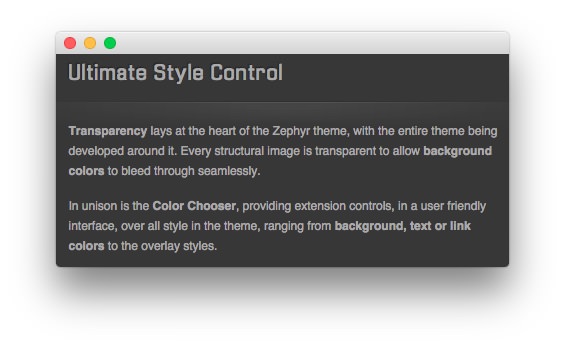 Ultimate Style Control
Transparency lays at the heart of the Zephyr theme, with the entire theme being
developed around it. Every structural image is transparent to allow background
colors to bleed through seamlessly.
In unison is the Color Chooser, providing extension controls, in a user friendly
interface, over all style in the theme, ranging from background, text or link
colors to the overlay styles.